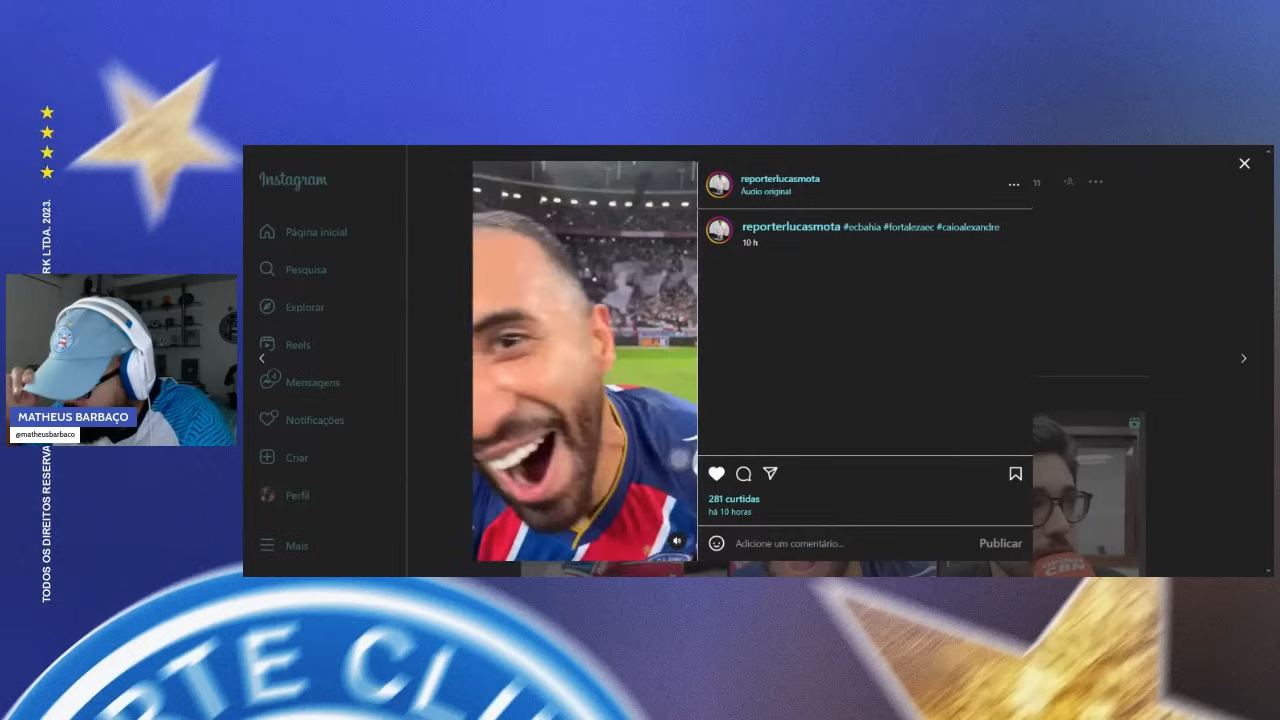 TODOS OS DIREITOS RESERVA
RK LTDA. 2023.
MATHEUS BARBAÇO
@matheusbarbaco
Instagram
Página inicial
Pesquisa
Explorar
Reels
4
Mensagens
Notificações
Criar
Perfil
Mais
reporterlucasmota
Áudio original
reporterlucasmota #ecbahia #fortalezaec #caioalexandre
10 h
281 curtidas
há 10 horas
Adicione um comentário...
Publicar
CBN
RTE CLU